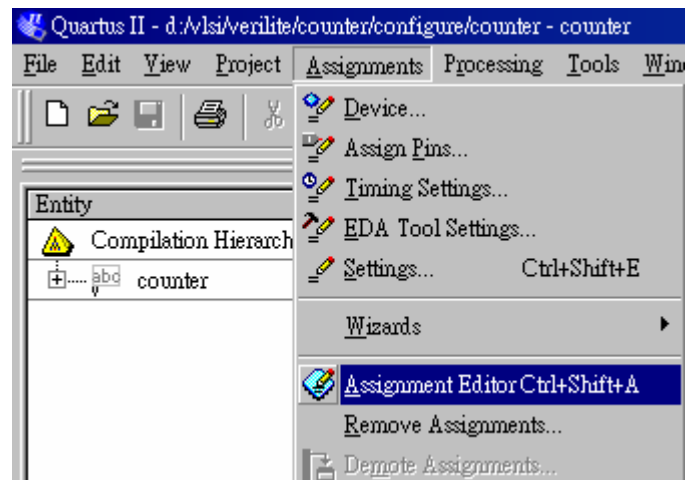 Quartus II - d:/vlsi/verilite/counter/configure/counter - counter
File Edit View Project Assignments Processing Tools
Device...
Assign Pins...
Timing Settings...
Entity
EDA Tool Settings...
Compilation Hierarch
Settings... Ctrl+Shift+E
abc counter
Wizards
Assignment Editor Ctrl+Shift+A
Remove Assignments...
Demote Assignments...